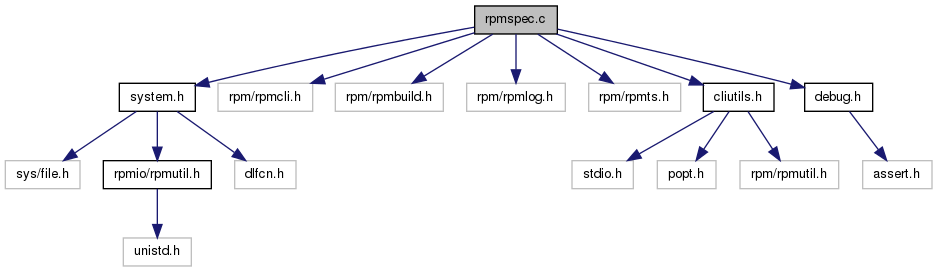 rpmspec.c
system.h
rpm/rpmcli.h
rpm/rpmbuild.h
rpm/rpmlog.h
rpm/rpmts.h
cliutils.h
debug.h
sys/file.h
rpmio/rpmutil.h
dlfcn.h
stdio.h
popt.h
rpm/rpmutil.h
assert.h
unistd.h